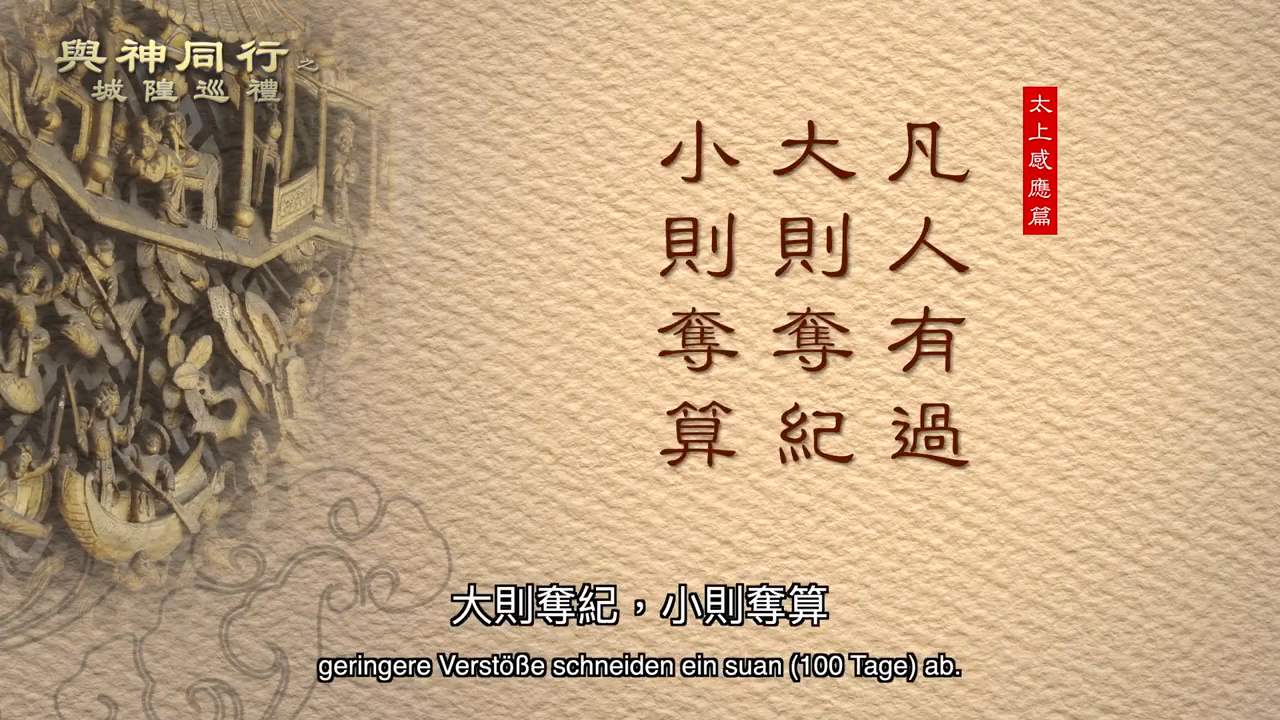 與神同行之
城隍巡禮
太上感應篇
凡人有過
大則奪紀
小則奪算
大則奪紀，小則奪算
geringere Verstöße schneiden ein suan (100 Tage) ab.